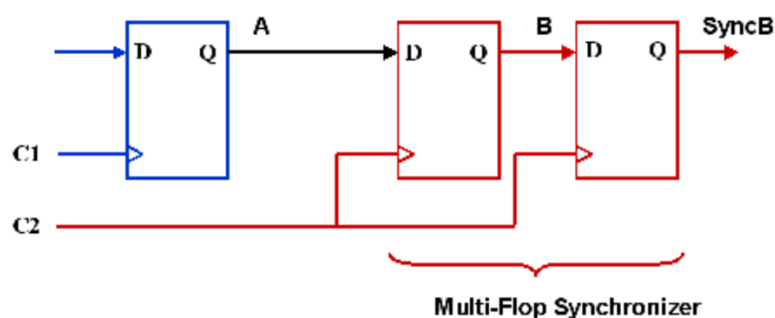 A B SyncB
D Q D Q D Q
C1
C2
Multi-Flop Synchronizer